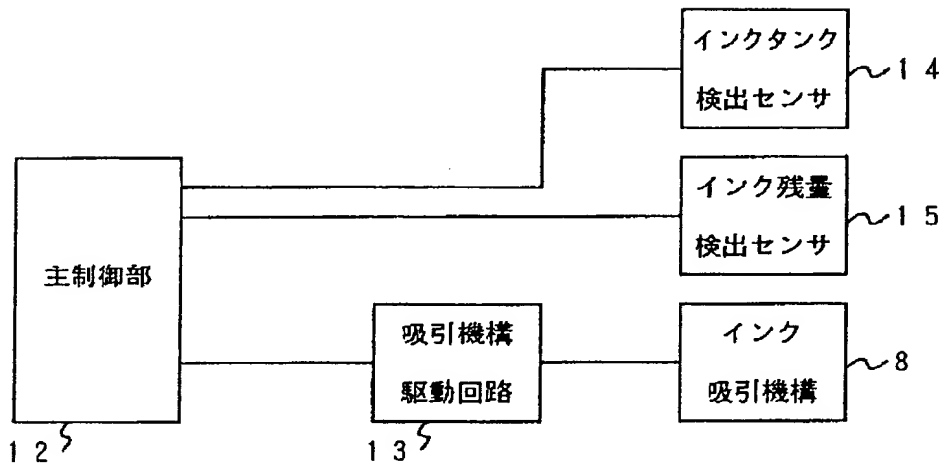 インクタンク
検出センサ
14
インク残量
検出センサ
15
主制御部
12
吸引機構
駆動回路
13
インク
吸引機構
8